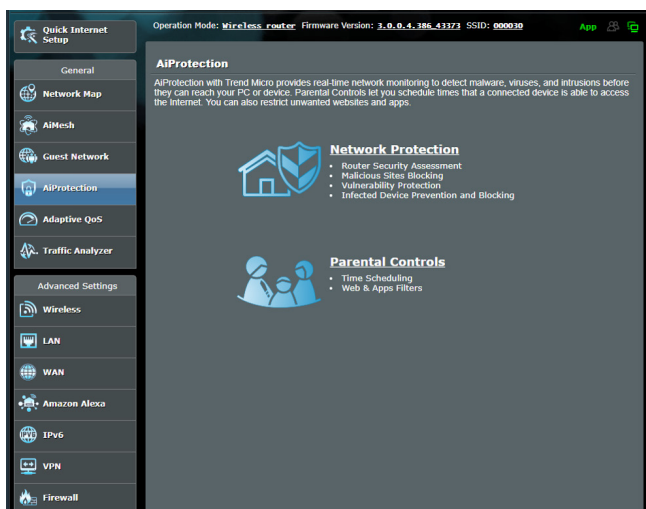 Quick Internet
Setup
Operation Mode: Wireless router Firmware Version: 3.0.0.4.386_43373 SSID: 000030
App
General
Network Map
AiMesh
Guest Network
AiProtection
Adaptive QoS
Traffic Analyzer
Advanced Settings
Wireless
LAN
WAN
Amazon Alexa
IPv6
VPN
Firewall
AiProtection
AiProtection with Trend Micro provides real-time network monitoring to detect malware, viruses, and intrusions before
they can reach your PC or device. Parental Controls let you schedule times that a connected device is able to access
the Internet. You can also restrict unwanted websites and apps.
Network Protection
• Router Security Assessment
• Malicious Sites Blocking
• Vulnerability Protection
• Infected Device Prevention and Blocking
Parental Controls
• Time Scheduling
• Web & Apps Filters